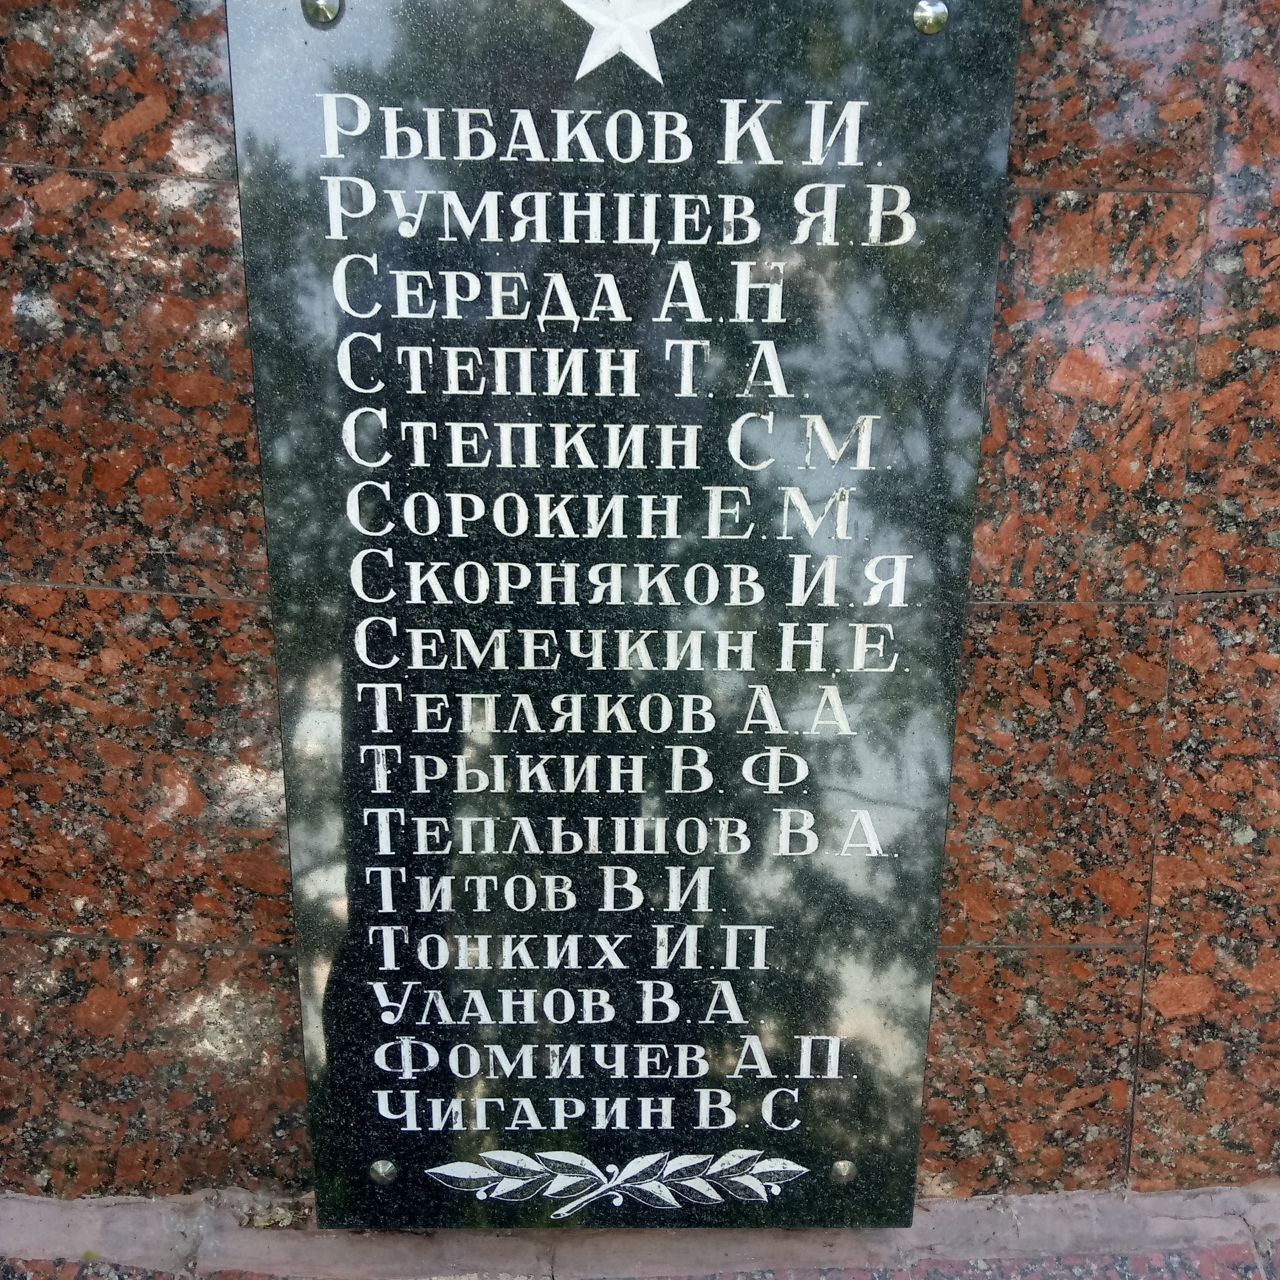 РЫБАКОВ К И.
РУМЯНЦЕВ Я.В.
СЕРЕДА А.Н
СТЕПИН Т.А.
СТЕПКИН С М.
СОРОКИН Е.М.
СКОРНЯКОВ И.Я.
СЕМЕЧКИН Н.Е.
ТЕПЛЯКОВ А.А
ТРЫКИН В.Ф.
ТЕПЛЫШОВ В.А.
ТИТОВ В.И.
ТОНКИХ И.П.
УЛАНОВ В.А.
ФОМИЧЕВ А.П.
ЧИГАРИН В.С